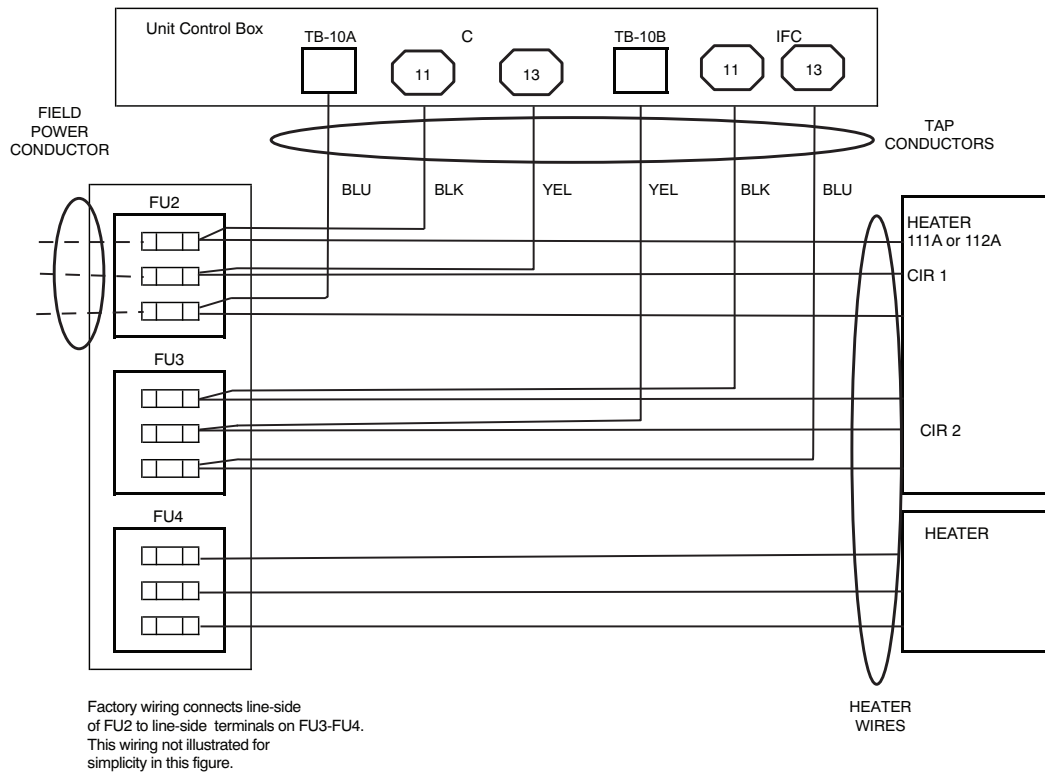 Unit Control Box
TB-10A
C
TB-10B
IFC
11
13
11
13
FIELD
POWER
CONDUCTOR
TAP
CONDUCTORS
BLU
BLK
YEL
YEL
BLK
BLU
FU2
HEATER
111A or 112A
CIR 1
FU3
CIR 2
FU4
HEATER
Factory wiring connects line-side
of FU2 to line-side terminals on FU3-FU4.
This wiring not illustrated for
simplicity in this figure.
HEATER
WIRES